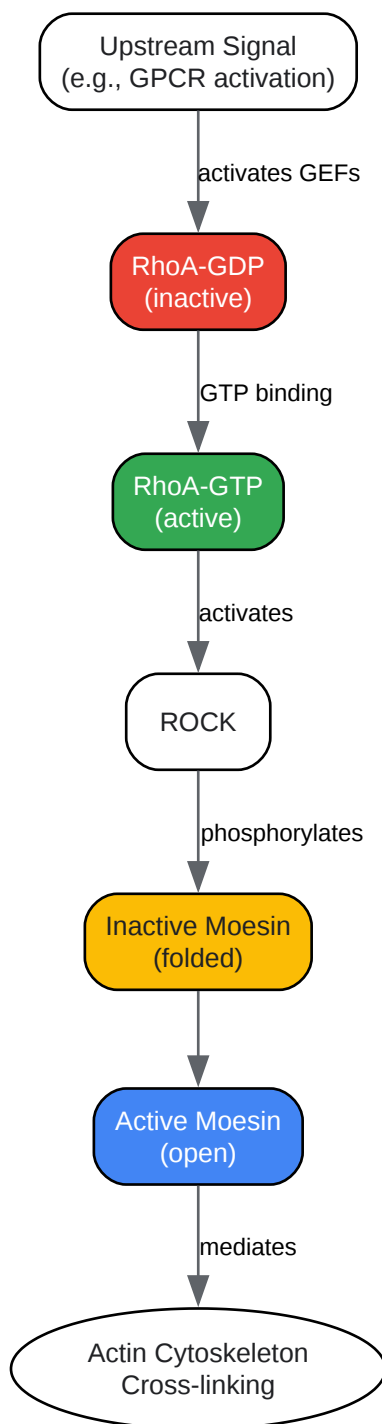 Upstream Signal
(e.g., GPCR activation)
activates GEFs
RhoA-GDP
(inactive)
GTP binding
RhoA-GTP
(active)
activates
ROCK
phosphorylates
Inactive Moesin
(folded)
Active Moesin
(open)
mediates
Actin Cytoskeleton
Cross-linking